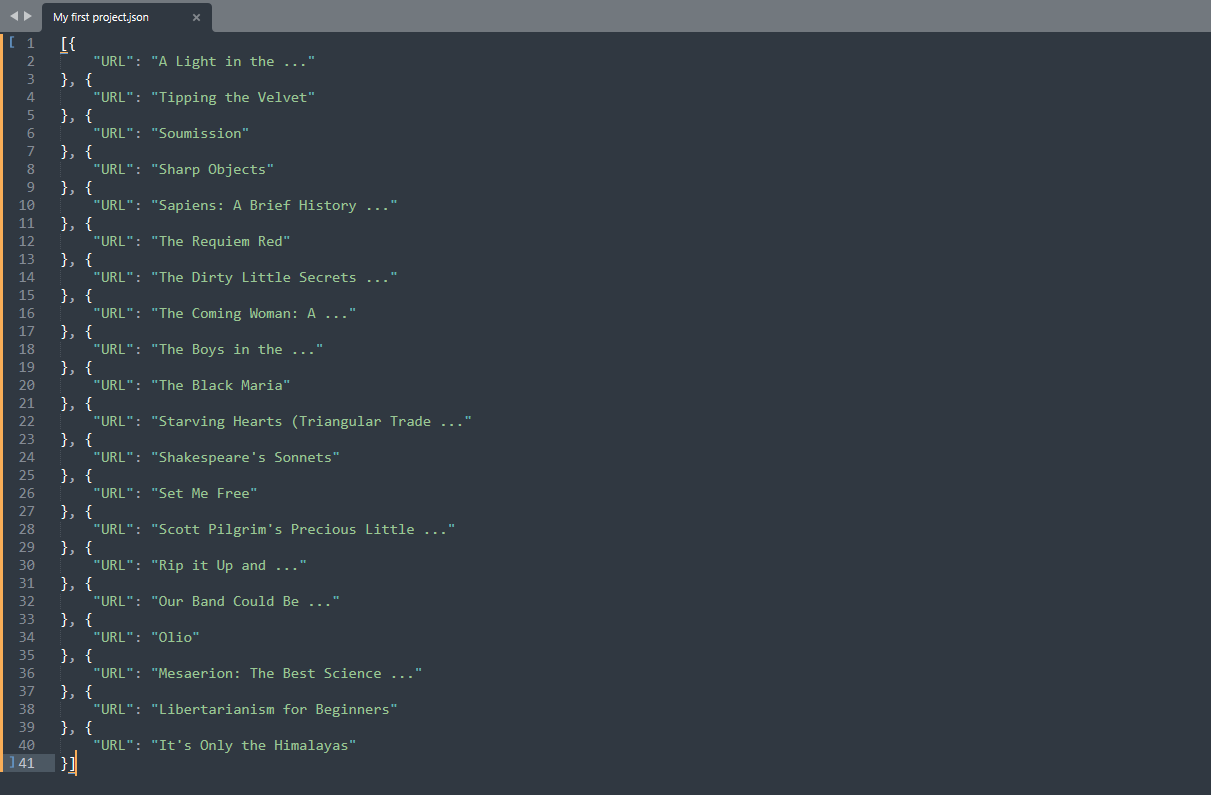 My first project.json
1 [{
2 "URL": "A Light in the ..."
3 }, {
4 "URL": "Tipping the Velvet"
5 }, {
6 "URL": "Soumission"
7 }, {
8 "URL": "Sharp Objects"
9 }, {
10 "URL": "Sapiens: A Brief History ..."
11 }, {
12 "URL": "The Requiem Red"
13 }, {
14 "URL": "The Dirty Little Secrets ..."
15 }, {
16 "URL": "The Coming Woman: A ..."
17 }, {
18 "URL": "The Boys in the ..."
19 }, {
20 "URL": "The Black Maria"
21 }, {
22 "URL": "Starving Hearts (Triangular Trade ..."
23 }, {
24 "URL": "Shakespeare's Sonnets"
25 }, {
26 "URL": "Set Me Free"
27 }, {
28 "URL": "Scott Pilgrim's Precious Little ..."
29 }, {
30 "URL": "Rip it Up and ..."
31 }, {
32 "URL": "Our Band Could Be ..."
33 }, {
34 "URL": "Olio"
35 }, {
36 "URL": "Mesaerion: The Best Science ..."
37 }, {
38 "URL": "Libertarianism for Beginners"
39 }, {
40 "URL": "It's Only the Himalayas"
41 }]